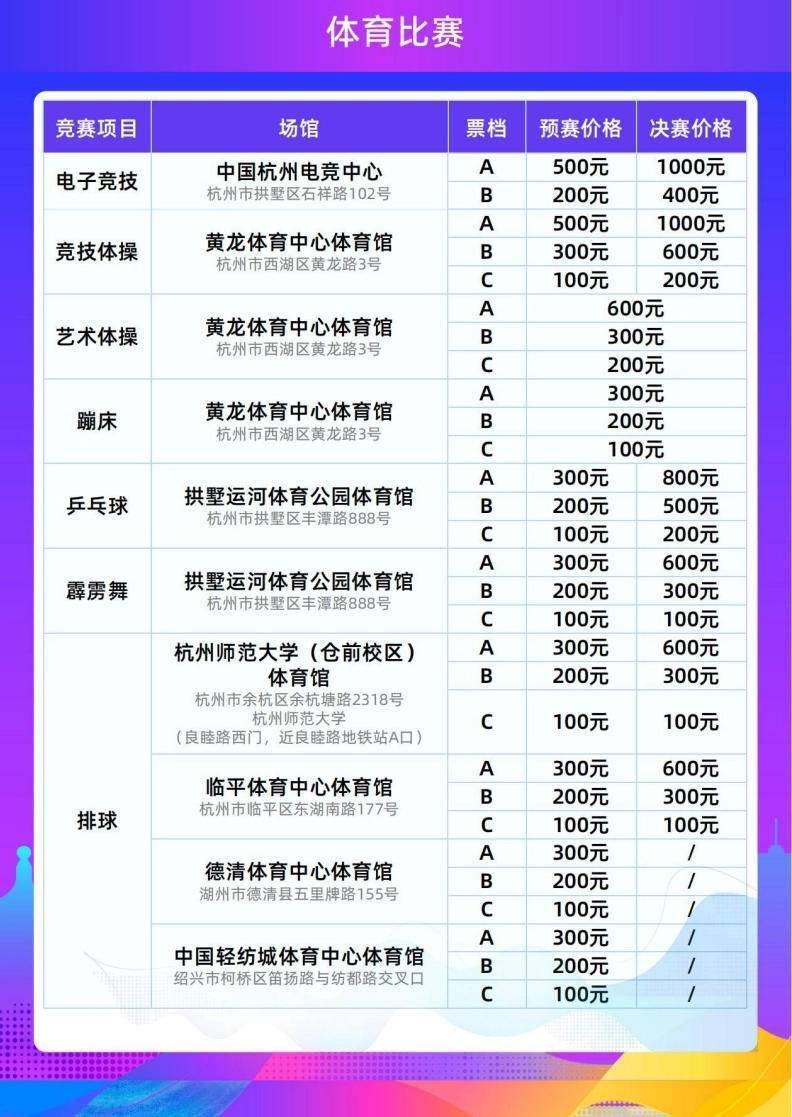 体育比赛
竞赛项目 场馆 票档 预赛价格 决赛价格
电子竞技
中国杭州电竞中心
杭州市拱墅区石祥路102号
A 500元 1000元
B 200元 400元
竞技体操
黄龙体育中心体育馆
杭州市西湖区黄龙路3号
A 500元 1000元
B 300元 600元
C 100元 200元
艺术体操
黄龙体育中心体育馆
杭州市西湖区黄龙路3号
A 600元
B 300元
C 200元
蹦床
黄龙体育中心体育馆
杭州市西湖区黄龙路3号
A 300元
B 200元
C 100元
乒乓球
拱墅运河体育公园体育馆
杭州市拱墅区丰潭路888号
A 300元 800元
B 200元 500元
C 100元 200元
霹雳舞
拱墅运河体育公园体育馆
杭州市拱墅区丰潭路888号
A 300元 600元
B 200元 300元
C 100元 100元
排球
杭州师范大学（仓前校区）
体育馆
杭州市余杭区余杭塘路2318号
杭州师范大学
（良睦路西门，近良睦路地铁站A口）
A 300元 600元
B 200元 300元
C 100元 100元
临平体育中心体育馆
杭州市临平区东湖南路177号
A 300元 600元
B 200元 300元
C 100元 100元
德清体育中心体育馆
湖州市德清县五里牌路155号
A 300元 /
B 200元 /
C 100元 /
中国轻纺城体育中心体育馆
绍兴市柯桥区笛扬路与纺都路交叉口
A 300元 /
B 200元 /
C 100元 /